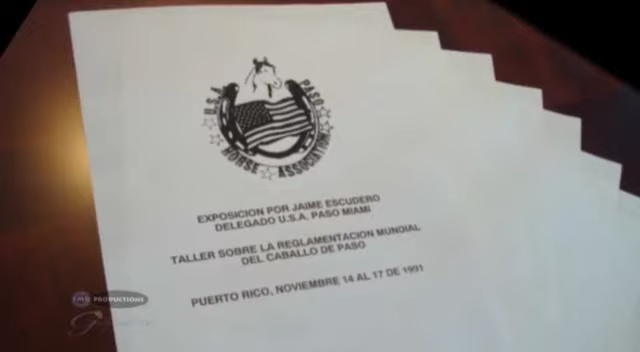 U.S.A. PASO
HORSE ASSOCIATION
EXPOSICION POR JAIME ESCUDERO
DELEGADO U.S.A. PASO MIAMI
TALLER SOBRE LA REGLAMENTACION MUNDIAL
DEL CABALLO DE PASO
PUERTO RICO, NOVIEMBRE 14 AL 17 DE 1991
PRODUCTIONS